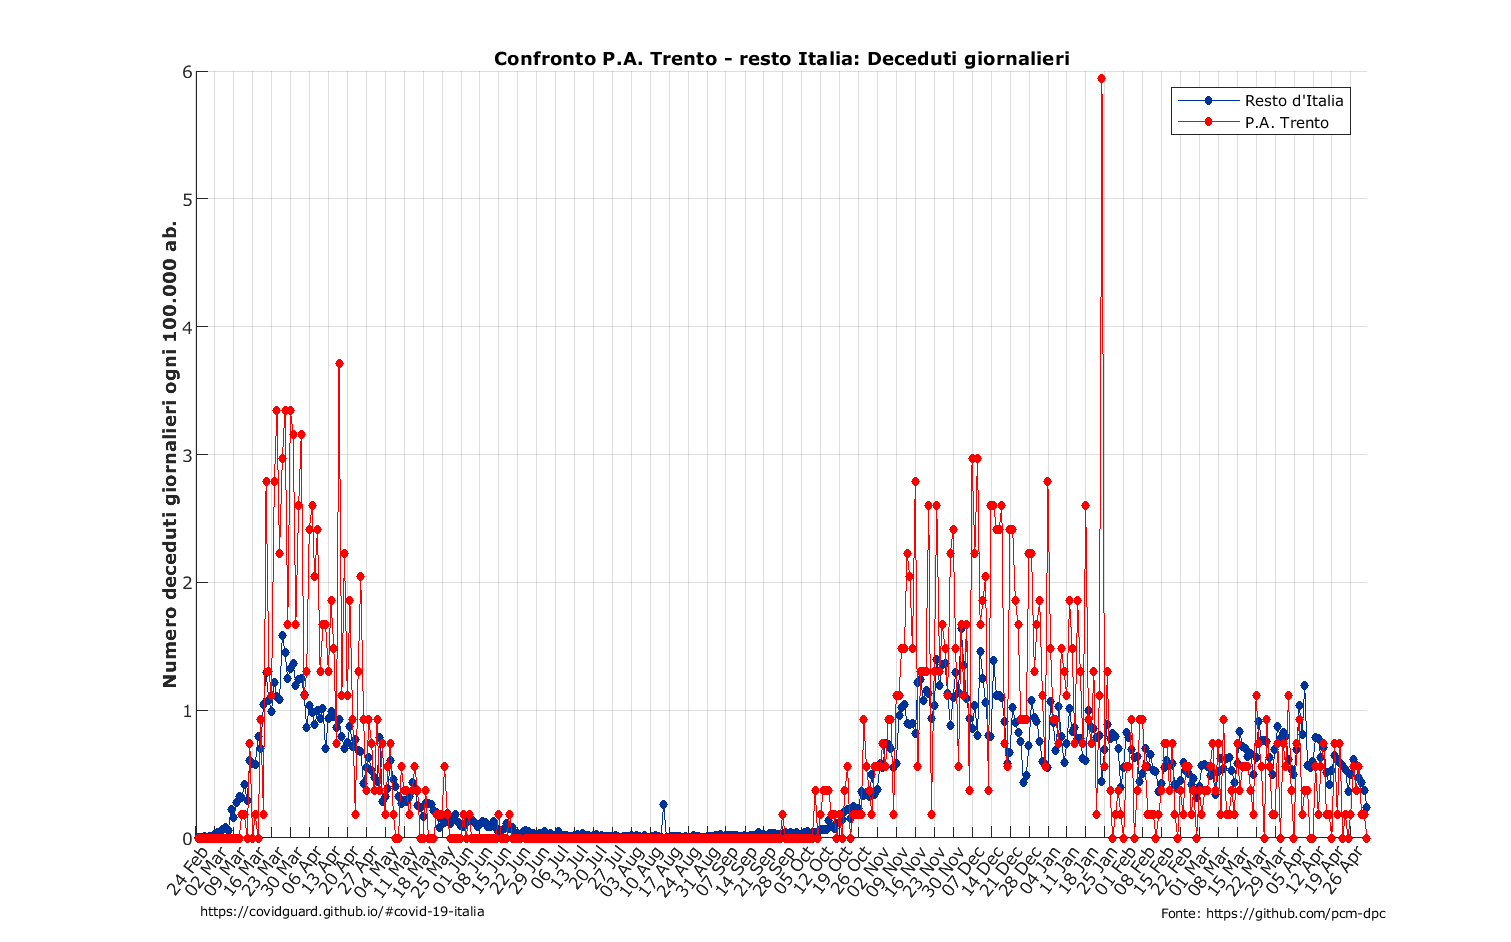 Confronto P.A. Trento - resto Italia: Deceduti giornalieri
Resto d'Italia
P.A. Trento
Numero deceduti giornalieri ogni 100.000 ab.
6
5
4
3
2
1
0
24 Feb
02 Mar
09 Mar
16 Mar
23 Mar
30 Mar
06 Apr
13 Apr
20 Apr
27 Apr
04 May
11 May
18 May
25 May
01 Jun
08 Jun
15 Jun
22 Jun
29 Jun
06 Jul
13 Jul
20 Jul
27 Jul
03 Aug
10 Aug
17 Aug
24 Aug
31 Aug
07 Sep
14 Sep
21 Sep
28 Sep
05 Oct
12 Oct
19 Oct
26 Oct
02 Nov
09 Nov
16 Nov
23 Nov
30 Nov
07 Dec
14 Dec
21 Dec
28 Dec
04 Jan
11 Jan
18 Jan
25 Jan
01 Feb
08 Feb
15 Feb
22 Feb
01 Mar
08 Mar
15 Mar
22 Mar
29 Mar
05 Apr
12 Apr
19 Apr
26 Apr
https://covidguard.github.io/#covid-19-italia
Fonte: https://github.com/pcm-dpc